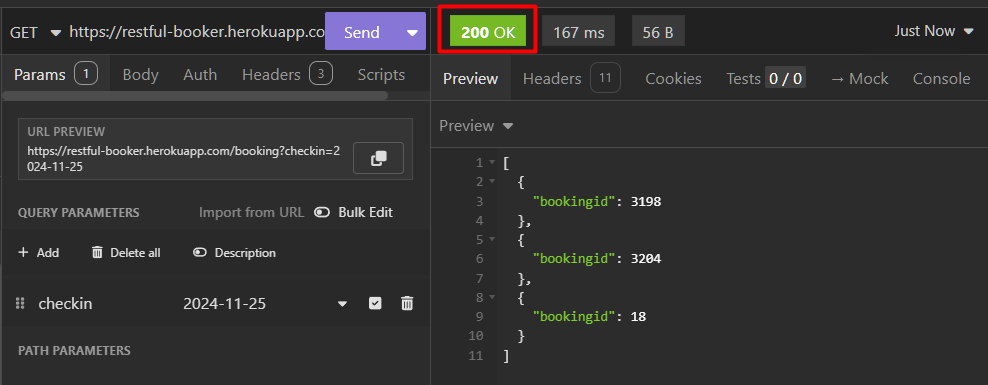 GET https://restful-booker.herokuapp.co Send
200 OK 167 ms 56 B Just Now
Params 1 Body Auth Headers 3 Scripts
Preview Headers 11 Cookies Tests 0 / 0 → Mock Console
URL PREVIEW
https://restful-booker.herokuapp.com/booking?checkin=2
024-11-25
QUERY PARAMETERS Import from URL Bulk Edit
+ Add Delete all Description
checkin 2024-11-25
PATH PARAMETERS
Preview
1 [
2 {
3 "bookingid": 3198
4 },
5 {
6 "bookingid": 3204
7 },
8 {
9 "bookingid": 18
10 }
11 ]